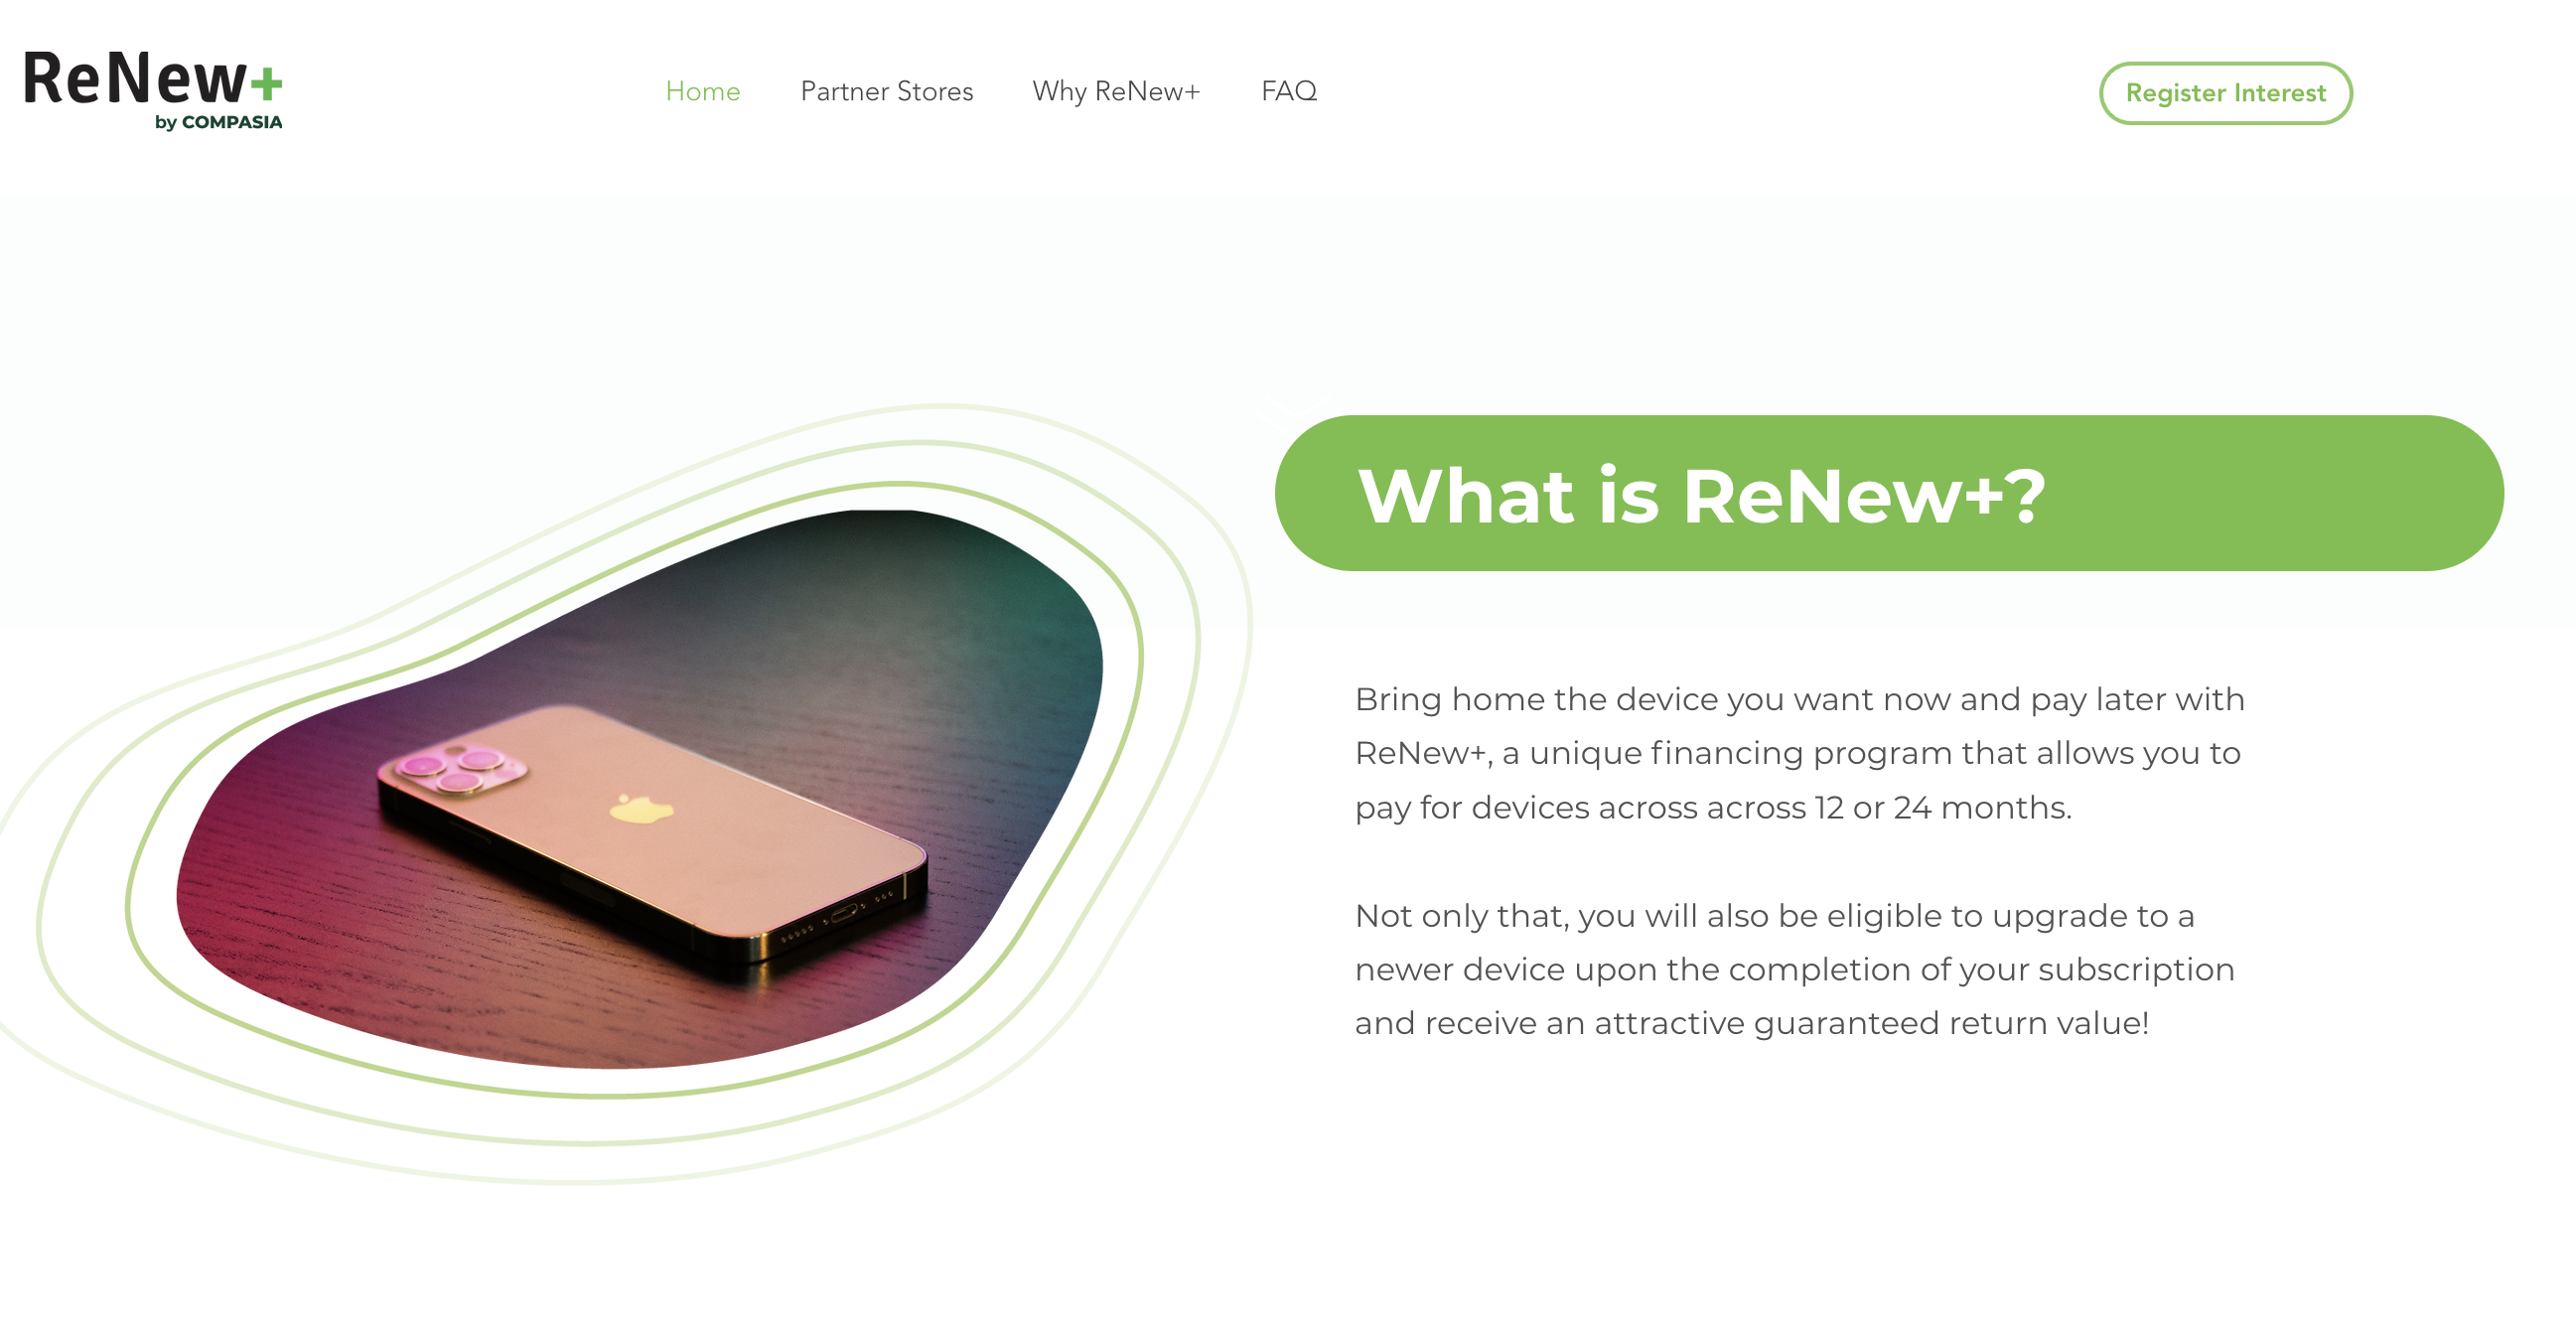 ReNew+
by COMPASIA
Home
Partner Stores
Why ReNew+
FAQ
Register Interest
What is ReNew+?
Bring home the device you want now and pay later with
ReNew+, a unique financing program that allows you to
pay for devices across across 12 or 24 months.
Not only that, you will also be eligible to upgrade to a
newer device upon the completion of your subscription
and receive an attractive guaranteed return value!